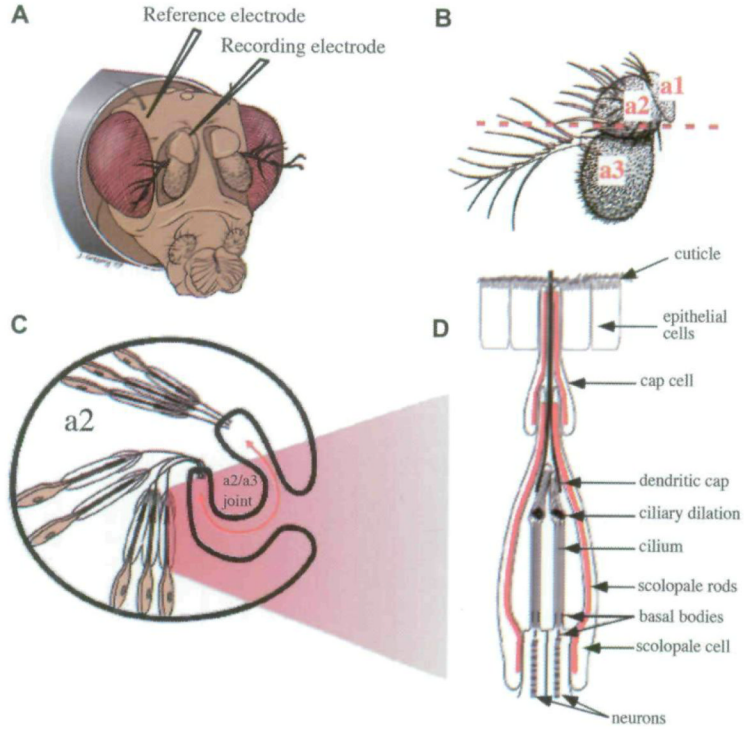 A
Reference electrode
Recording electrode
B
a1
a2
a3
C
a2
a2/a3
joint
D
cuticle
epithelial
cells
cap cell
dendritic cap
ciliary dilation
cilium
scolopale rods
basal bodies
scolopale cell
neurons